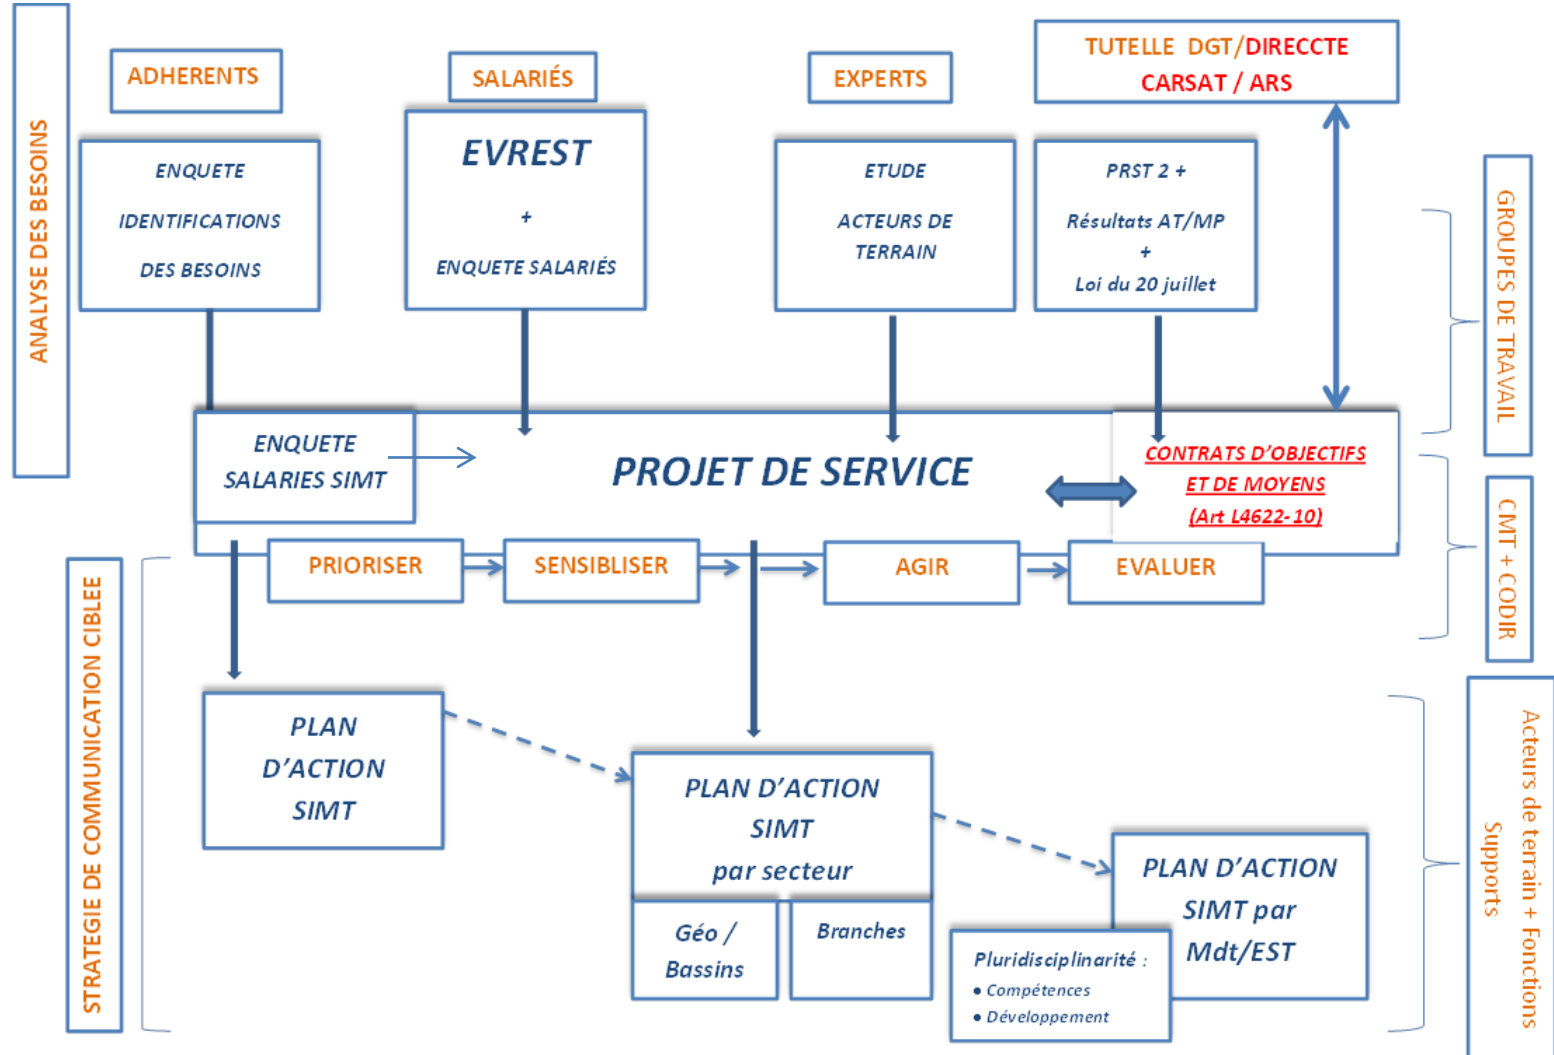 ANALYSE DES BESOINS
ADHERENTS
SALARIÉS
EXPERTS
TUTELLE DGT/DIRECCTE
CARSAT / ARS
ENQUETE
IDENTIFICATIONS
DES BESOINS
EVREST
+
ENQUETE SALARIÉS
ETUDE
ACTEURS DE
TERRAIN
PRST 2 +
Résultats AT/MP
+
Loi du 20 juillet
GROUPES DE TRAVAIL
ENQUETE
SALARIES SIMT
PROJET DE SERVICE
CONTRATS D’OBJECTIFS
ET DE MOYENS
(Art L4622-10)
CMT + CODIR
PRIORISER
SENSIBLISER
AGIR
EVALUER
STRATEGIE DE COMMUNICATION CIBLEE
PLAN
D’ACTION
SIMT
PLAN D’ACTION
SIMT
par secteur
Géo /
Bassins
Branches
PLAN D’ACTION
SIMT par
Mdt/EST
Pluridisciplinarité :
• Compétences
• Développement
Acteurs de terrain + Fonctions
Supports